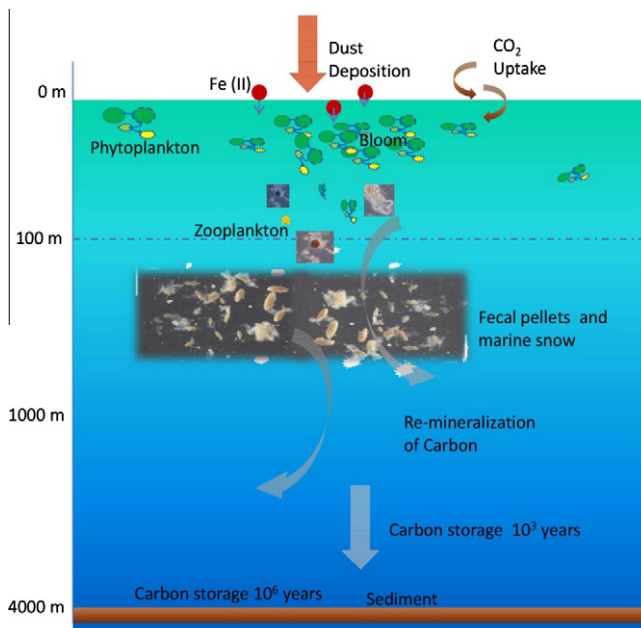 Dust
Deposition
CO₂
Uptake
Fe (II)
0 m
Phytoplankton
Bloom
Zooplankton
100 m
Fecal pellets and
marine snow
1000 m
Re-mineralization
of Carbon
Carbon storage 10³ years
Carbon storage 10⁶ years
Sediment
4000 m